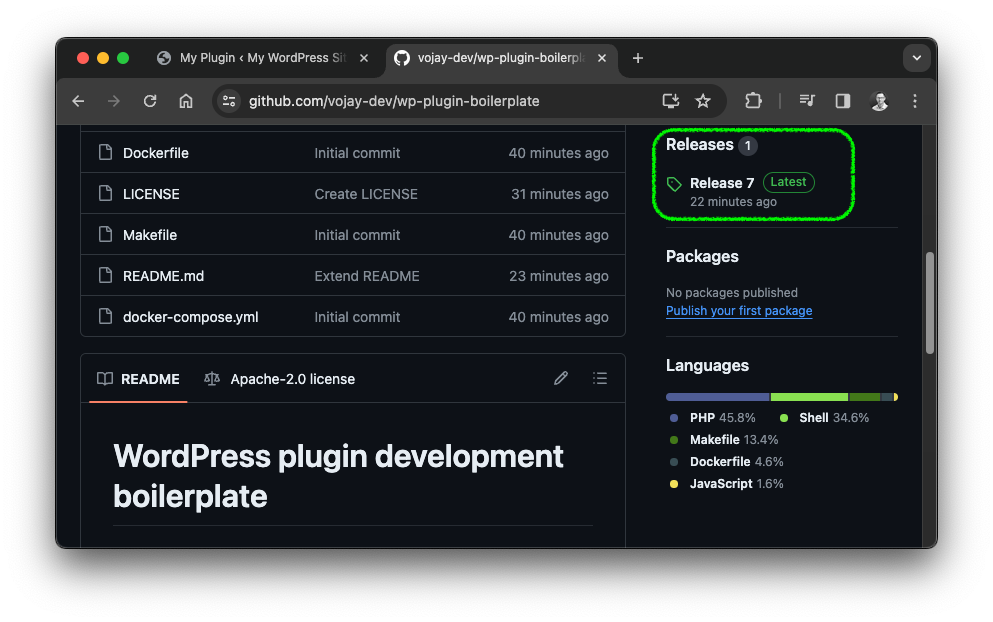 My Plugin ‹ My WordPress Sit
vojay-dev/wp-plugin-boilerpla
github.com/vojay-dev/wp-plugin-boilerplate
Dockerfile Initial commit 40 minutes ago
LICENSE Create LICENSE 31 minutes ago
Makefile Initial commit 40 minutes ago
README.md Extend README 23 minutes ago
docker-compose.yml Initial commit 40 minutes ago
README Apache-2.0 license
WordPress plugin development
boilerplate
Releases 1
Release 7 Latest
22 minutes ago
Packages
No packages published
Publish your first package
Languages
PHP 45.8% Shell 34.6%
Makefile 13.4%
Dockerfile 4.6%
JavaScript 1.6%